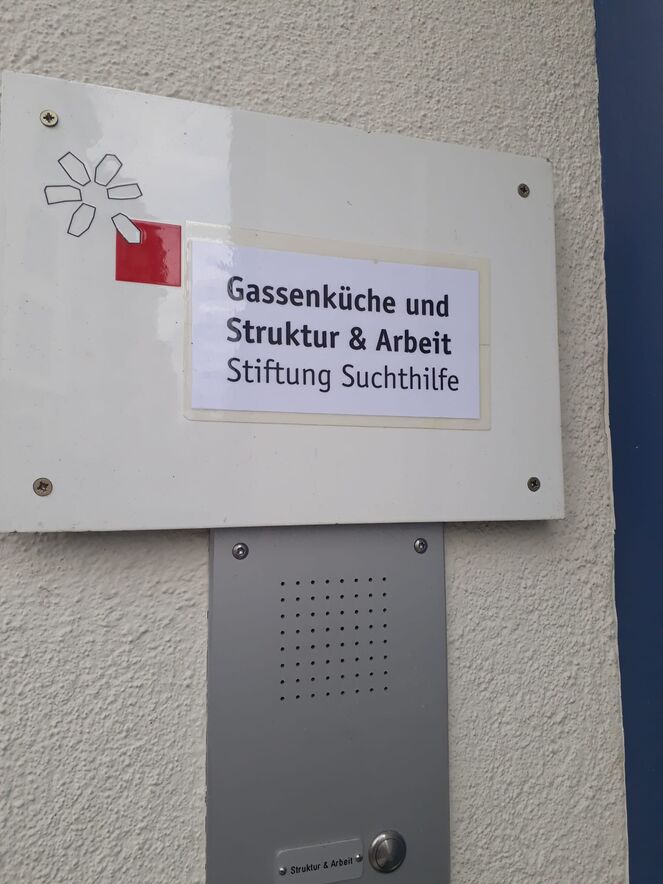 Gassenküche und
Struktur & Arbeit
Stiftung Suchthilfe
Struktur & Arbeit